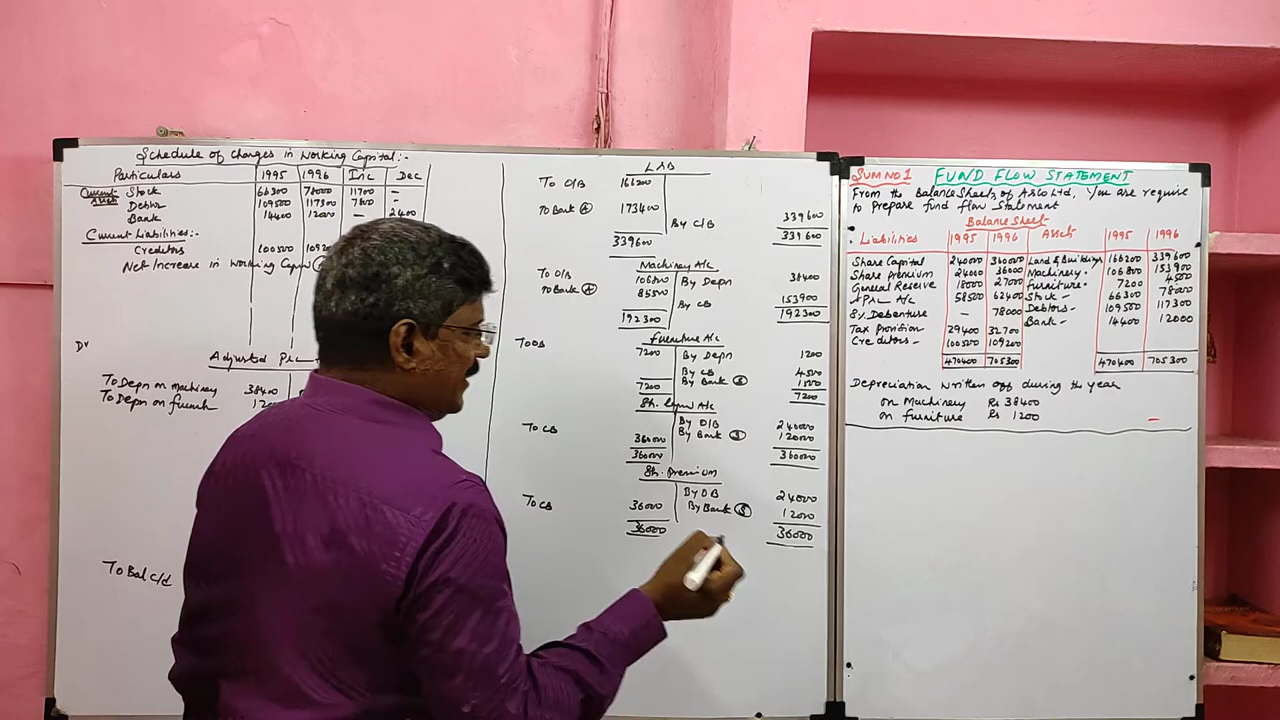 Schedule of Changes in Working Capital:-
Particulars 1995 1996 Inc Dec
Current Assets Stock 66300 78000 11700 -
Debtor 109500 117300 7800 -
Bank 14400 12000 - 2400
Current Liabilities:-
Creditors 100500 1092
Net Increase in Working
Dr
Adjusted P&L
To Depn on machinery 38400
To Depn on furnith 120
To Bal c/d
L&B
To O/B 166200
To Bank A 173400
By C/B 339600
339600 339600
Machinery A/c
To O/B 106800 By Depn 38400
To Bank A 85500
By CB 153900
192300 192300
Furniture A/c
To OB 7200 By Depn 1200
By CB 4500
By Bank S 1500
7200 7200
Sh. Capital A/c
By O/B 240000
To CB 360000 By Bank S 120000
360000 360000
Sh. Premium
By OB 24000
To CB 36000 By Bank S 12000
36000 36000
SUM NO 1 FUND FLOW STATEMENT
From the Balance Sheets of Asco Ltd, You are require
to prepare fund flow Statement
Balance Sheet
Liabilities 1995 1996 Assets 1995 1996
Share Capital 240000 360000 Land & Buildings 166200 339600
Share premium 24000 36000 Machinery 106800 153900
General Reserve 18000 27000 Furniture 7200 4500
P&L A/c 58500 62400 Stock 66300 78000
8% Debenture - 78000 Debtors 109500 117300
Tax provision 29400 32700 Bank 14400 12000
Creditors 100500 109200
470400 705300 470400 705300
Depreciation written off during the year
on Machinery Rs 38400
on furniture Rs 1200